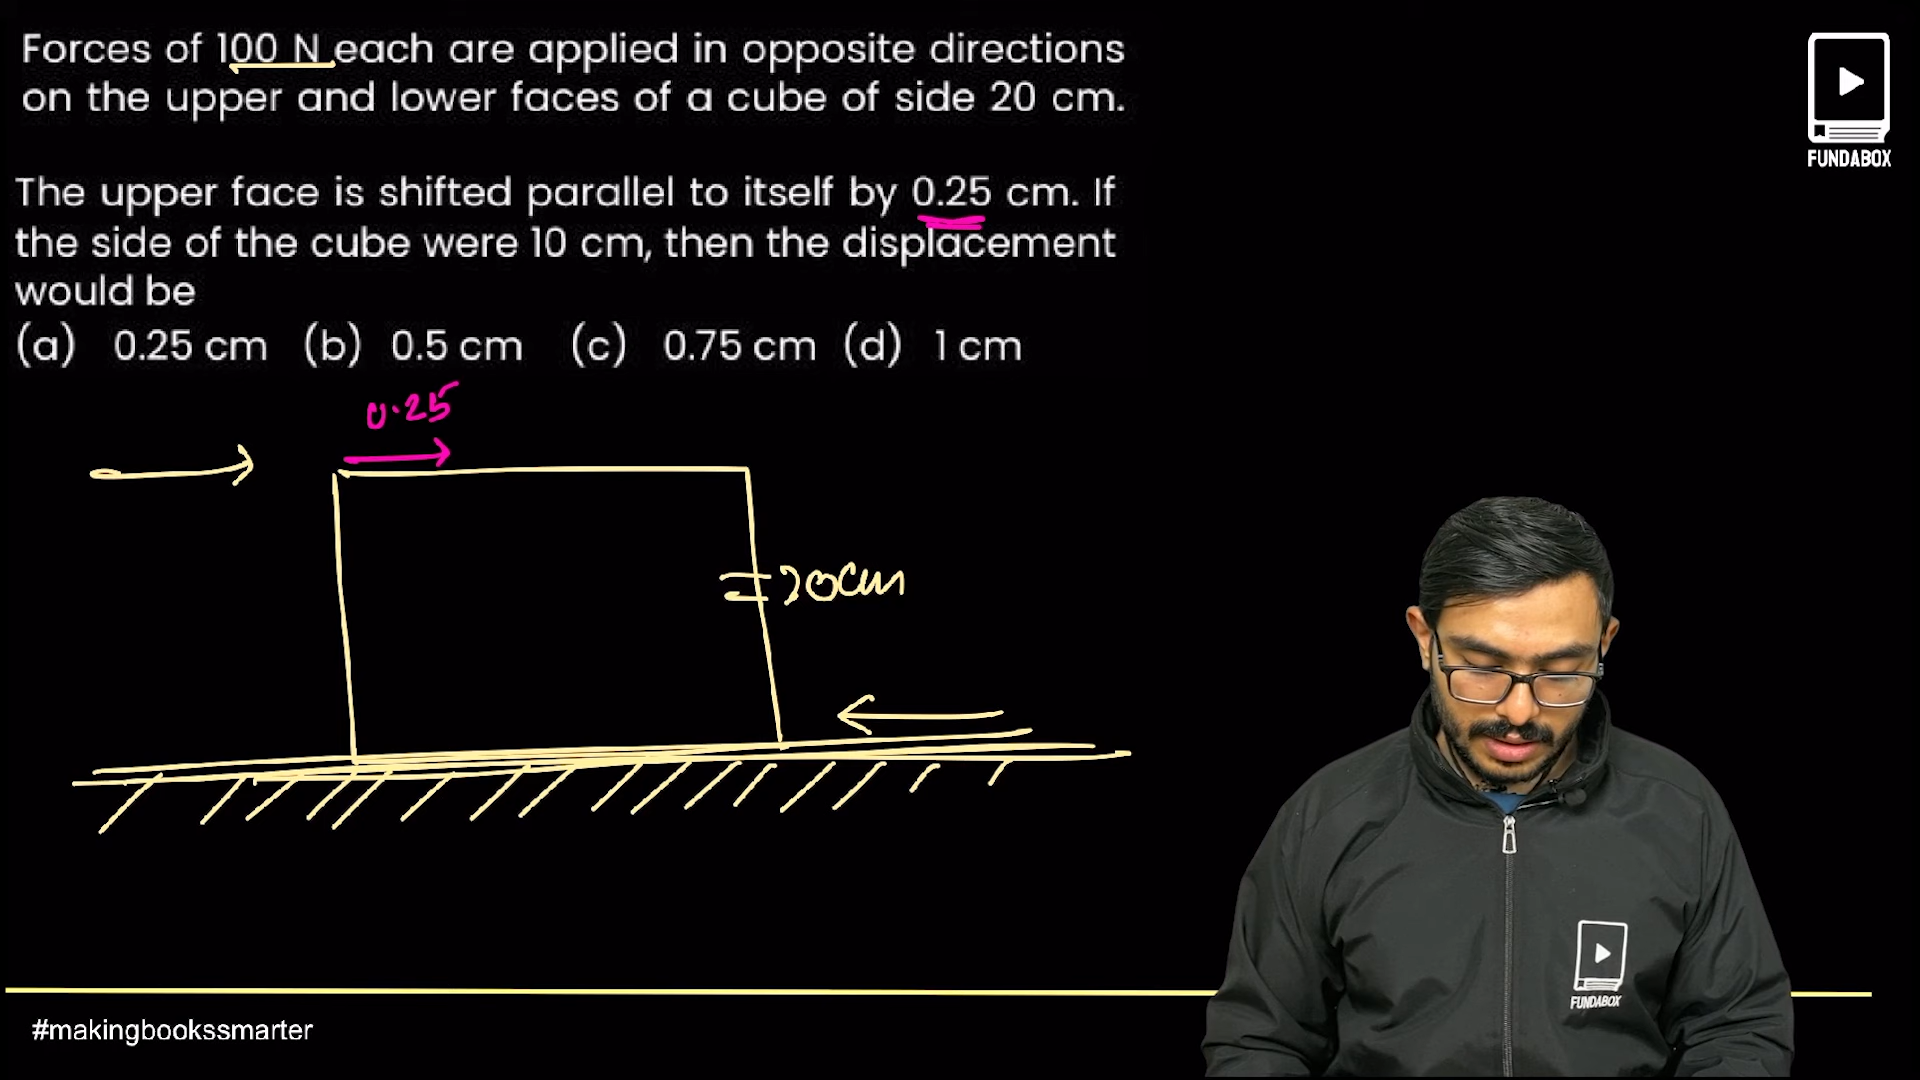 Forces of 100 N each are applied in opposite directions
on the upper and lower faces of a cube of side 20 cm.
The upper face is shifted parallel to itself by 0.25 cm. If
the side of the cube were 10 cm, then the displacement
would be
(a) 0.25 cm (b) 0.5 cm (c) 0.75 cm (d) 1 cm
0.25
20cm
FUNDABOX
FUNDABOX
#makingbookssmarter